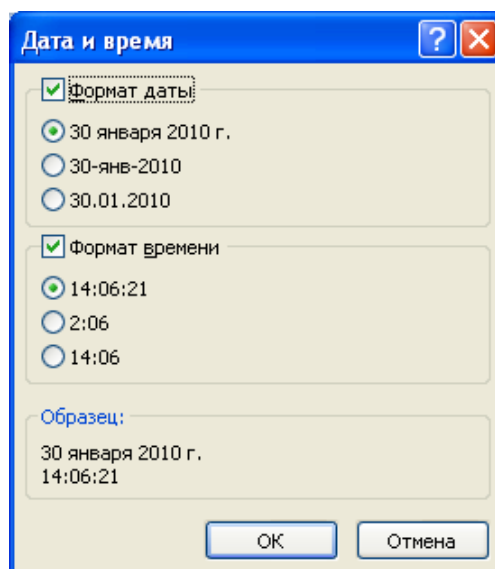 Дата и время
?
Формат даты
30 января 2010 г.
30-янв-2010
30.01.2010
Формат времени
14:06:21
2:06
14:06
Образец:
30 января 2010 г.
14:06:21
ОК
Отмена